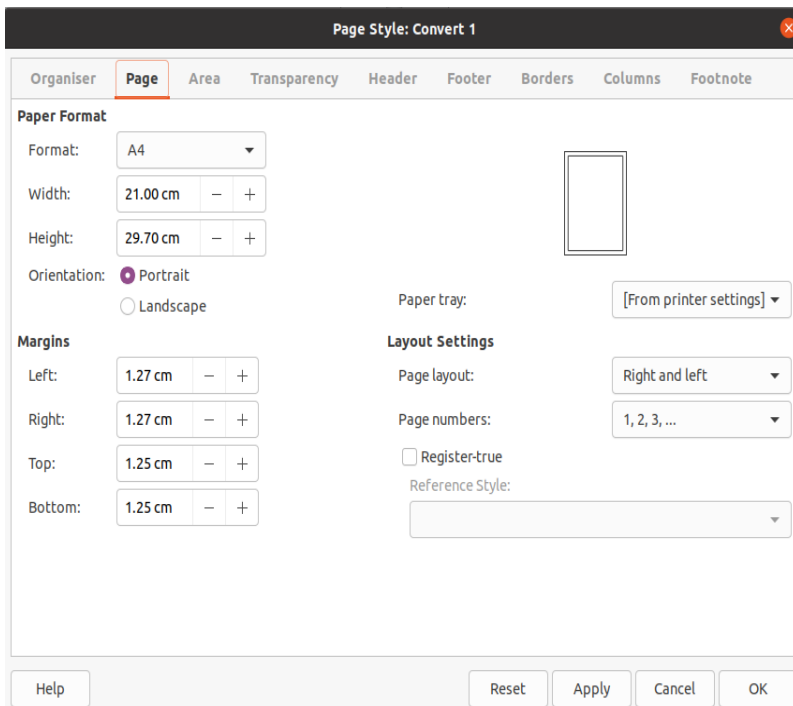 Page Style: Convert 1
Organiser Page Area Transparency Header Footer Borders Columns Footnote
Paper Format
Format: A4
Width: 21.00 cm − +
Height: 29.70 cm − +
Orientation: Portrait
Landscape
Paper tray: [From printer settings]
Margins
Left: 1.27 cm − +
Right: 1.27 cm − +
Top: 1.25 cm − +
Bottom: 1.25 cm − +
Layout Settings
Page layout: Right and left
Page numbers: 1, 2, 3, ...
Register-true
Reference Style:
Help Reset Apply Cancel OK